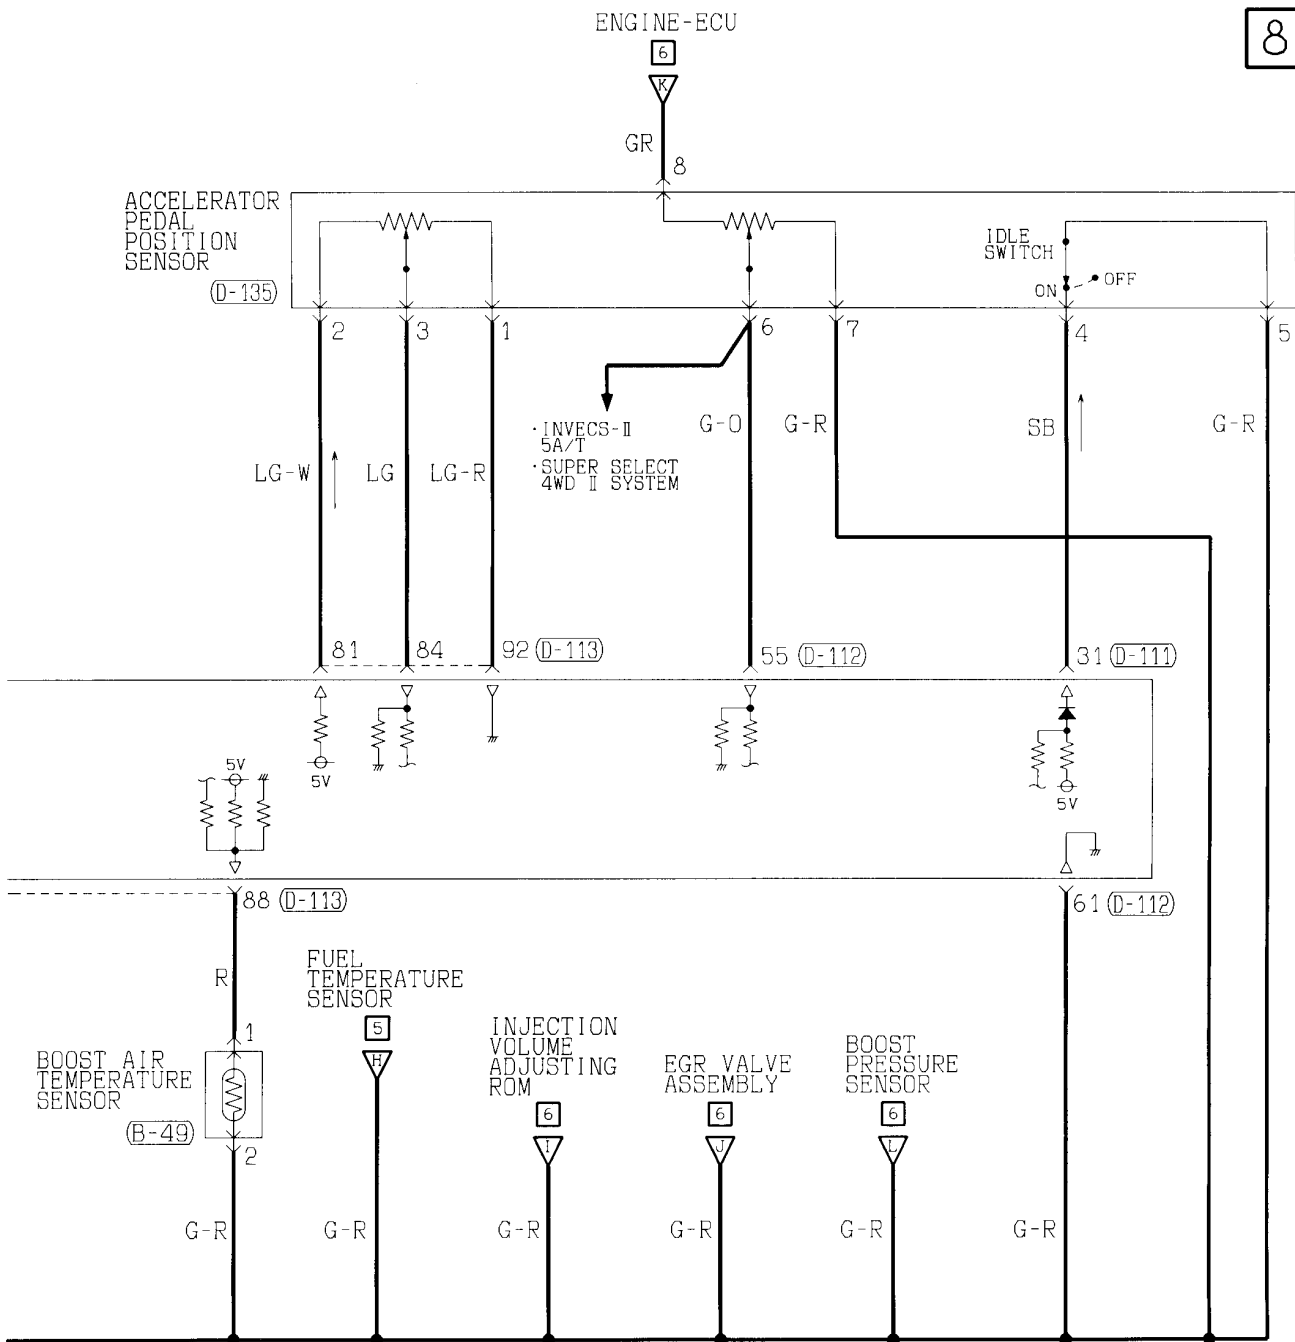 ENGINE-ECU
8
6
K
GR
8
ACCELERATOR
PEDAL
POSITION
SENSOR
(D-135)
IDLE
SWITCH
ON
OFF
2
3
1
6
7
4
5
·INVECS-Ⅱ
5A/T
·SUPER SELECT
4WD Ⅱ SYSTEM
G-O
G-R
SB
G-R
LG-W
LG
LG-R
81
84
92 (D-113)
55 (D-112)
31 (D-111)
5V
5V
5V
88 (D-113)
61 (D-112)
R
1
BOOST AIR
TEMPERATURE
SENSOR
(B-49)
2
FUEL
TEMPERATURE
SENSOR
5
H
INJECTION
VOLUME
ADJUSTING
ROM
6
I
EGR VALVE
ASSEMBLY
6
J
BOOST
PRESSURE
SENSOR
6
L
G-R
G-R
G-R
G-R
G-R
G-R